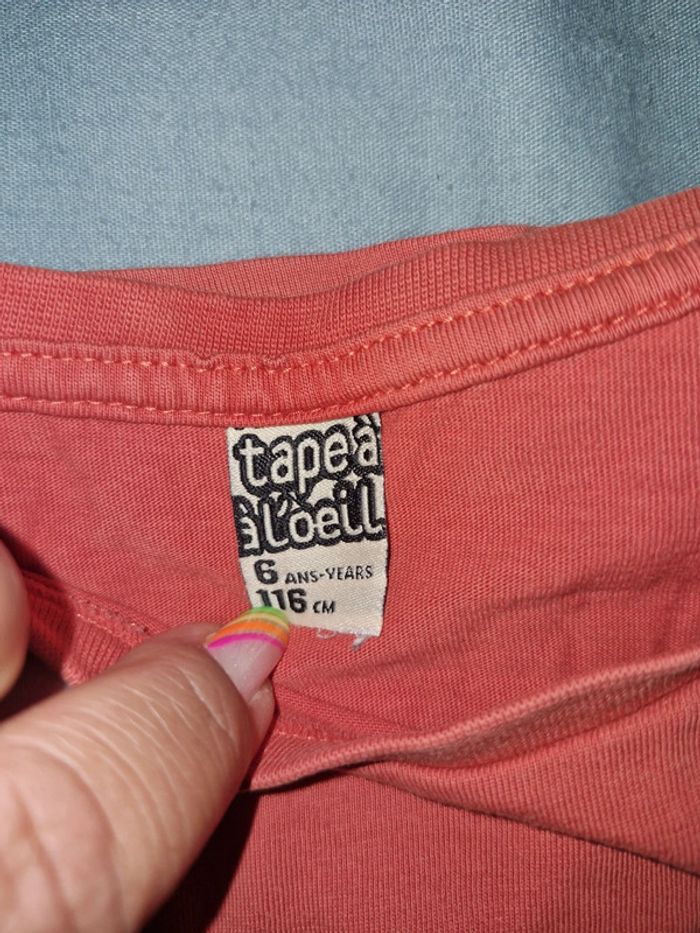 tape à
à l'oeil
6 ANS-YEARS
116 CM